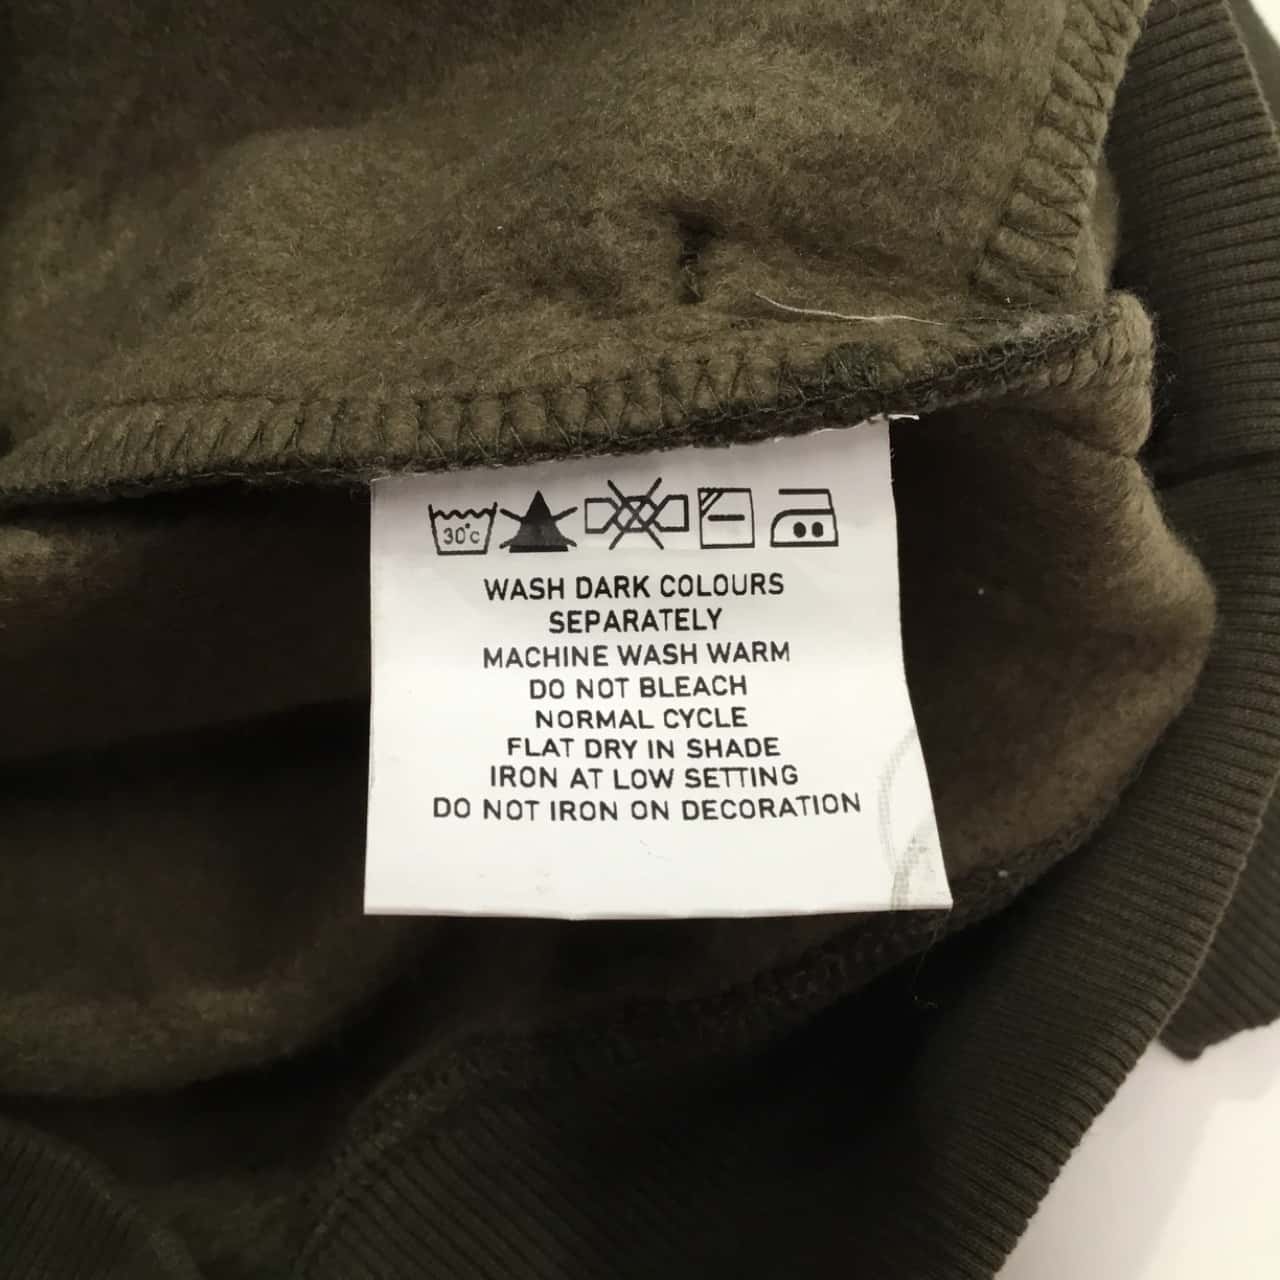 30°c
WASH DARK COLOURS
SEPARATELY
MACHINE WASH WARM
DO NOT BLEACH
NORMAL CYCLE
FLAT DRY IN SHADE
IRON AT LOW SETTING
DO NOT IRON ON DECORATION